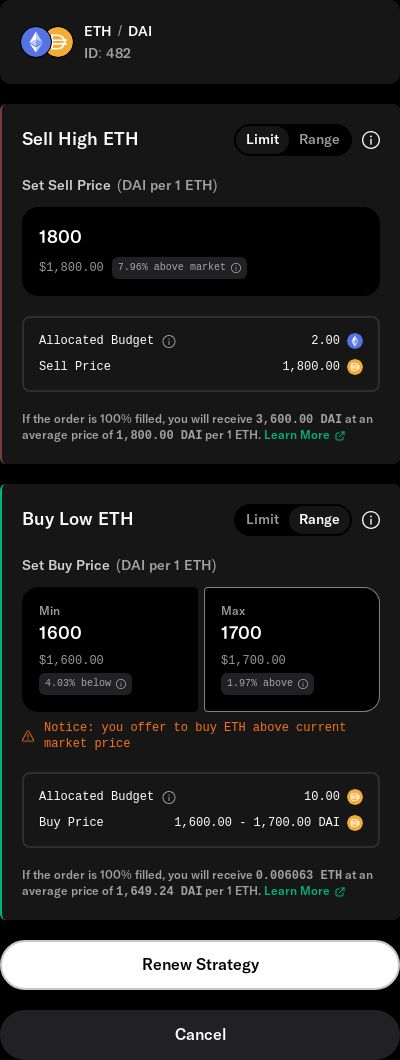 ETH / DAI
ID: 482
Sell High ETH
Limit Range
Set Sell Price (DAI per 1 ETH)
1800
$1,800.00 7.96% above market
Allocated Budget 2.00
Sell Price 1,800.00
If the order is 100% filled, you will receive 3,600.00 DAI at an
average price of 1,800.00 DAI per 1 ETH. Learn More
Buy Low ETH
Limit Range
Set Buy Price (DAI per 1 ETH)
Min Max
1600 1700
$1,600.00 $1,700.00
4.03% below 1.97% above
Notice: you offer to buy ETH above current
market price
Allocated Budget 10.00
Buy Price 1,600.00 - 1,700.00 DAI
If the order is 100% filled, you will receive 0.006063 ETH at an
average price of 1,649.24 DAI per 1 ETH. Learn More
Renew Strategy
Cancel